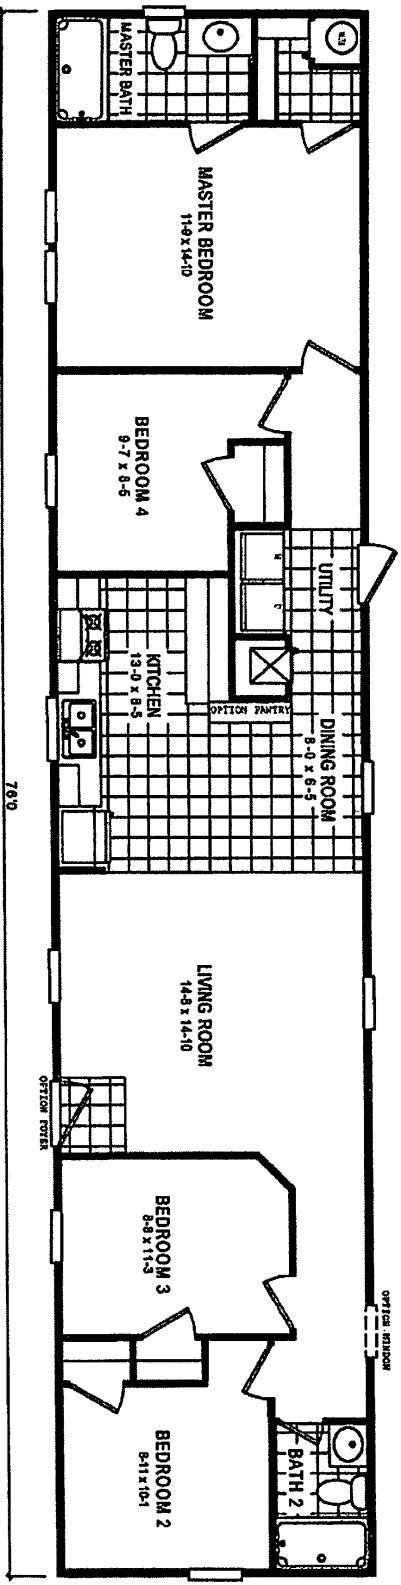 MASTER BATH
W/H
MASTER BEDROOM
11-9 x 14-10
BEDROOM 4
9-7 x 8-5
W
D
UTILITY
KITCHEN
13-0 x 8-5
OPTION PANTRY
DINING ROOM
8-0 x 6-5
76'0
LIVING ROOM
14-8 x 14-10
OPTION FOYER
BEDROOM 3
8-8 x 11-3
OPTION WINDOW
BEDROOM 2
8-11 x 10-1
BATH 2